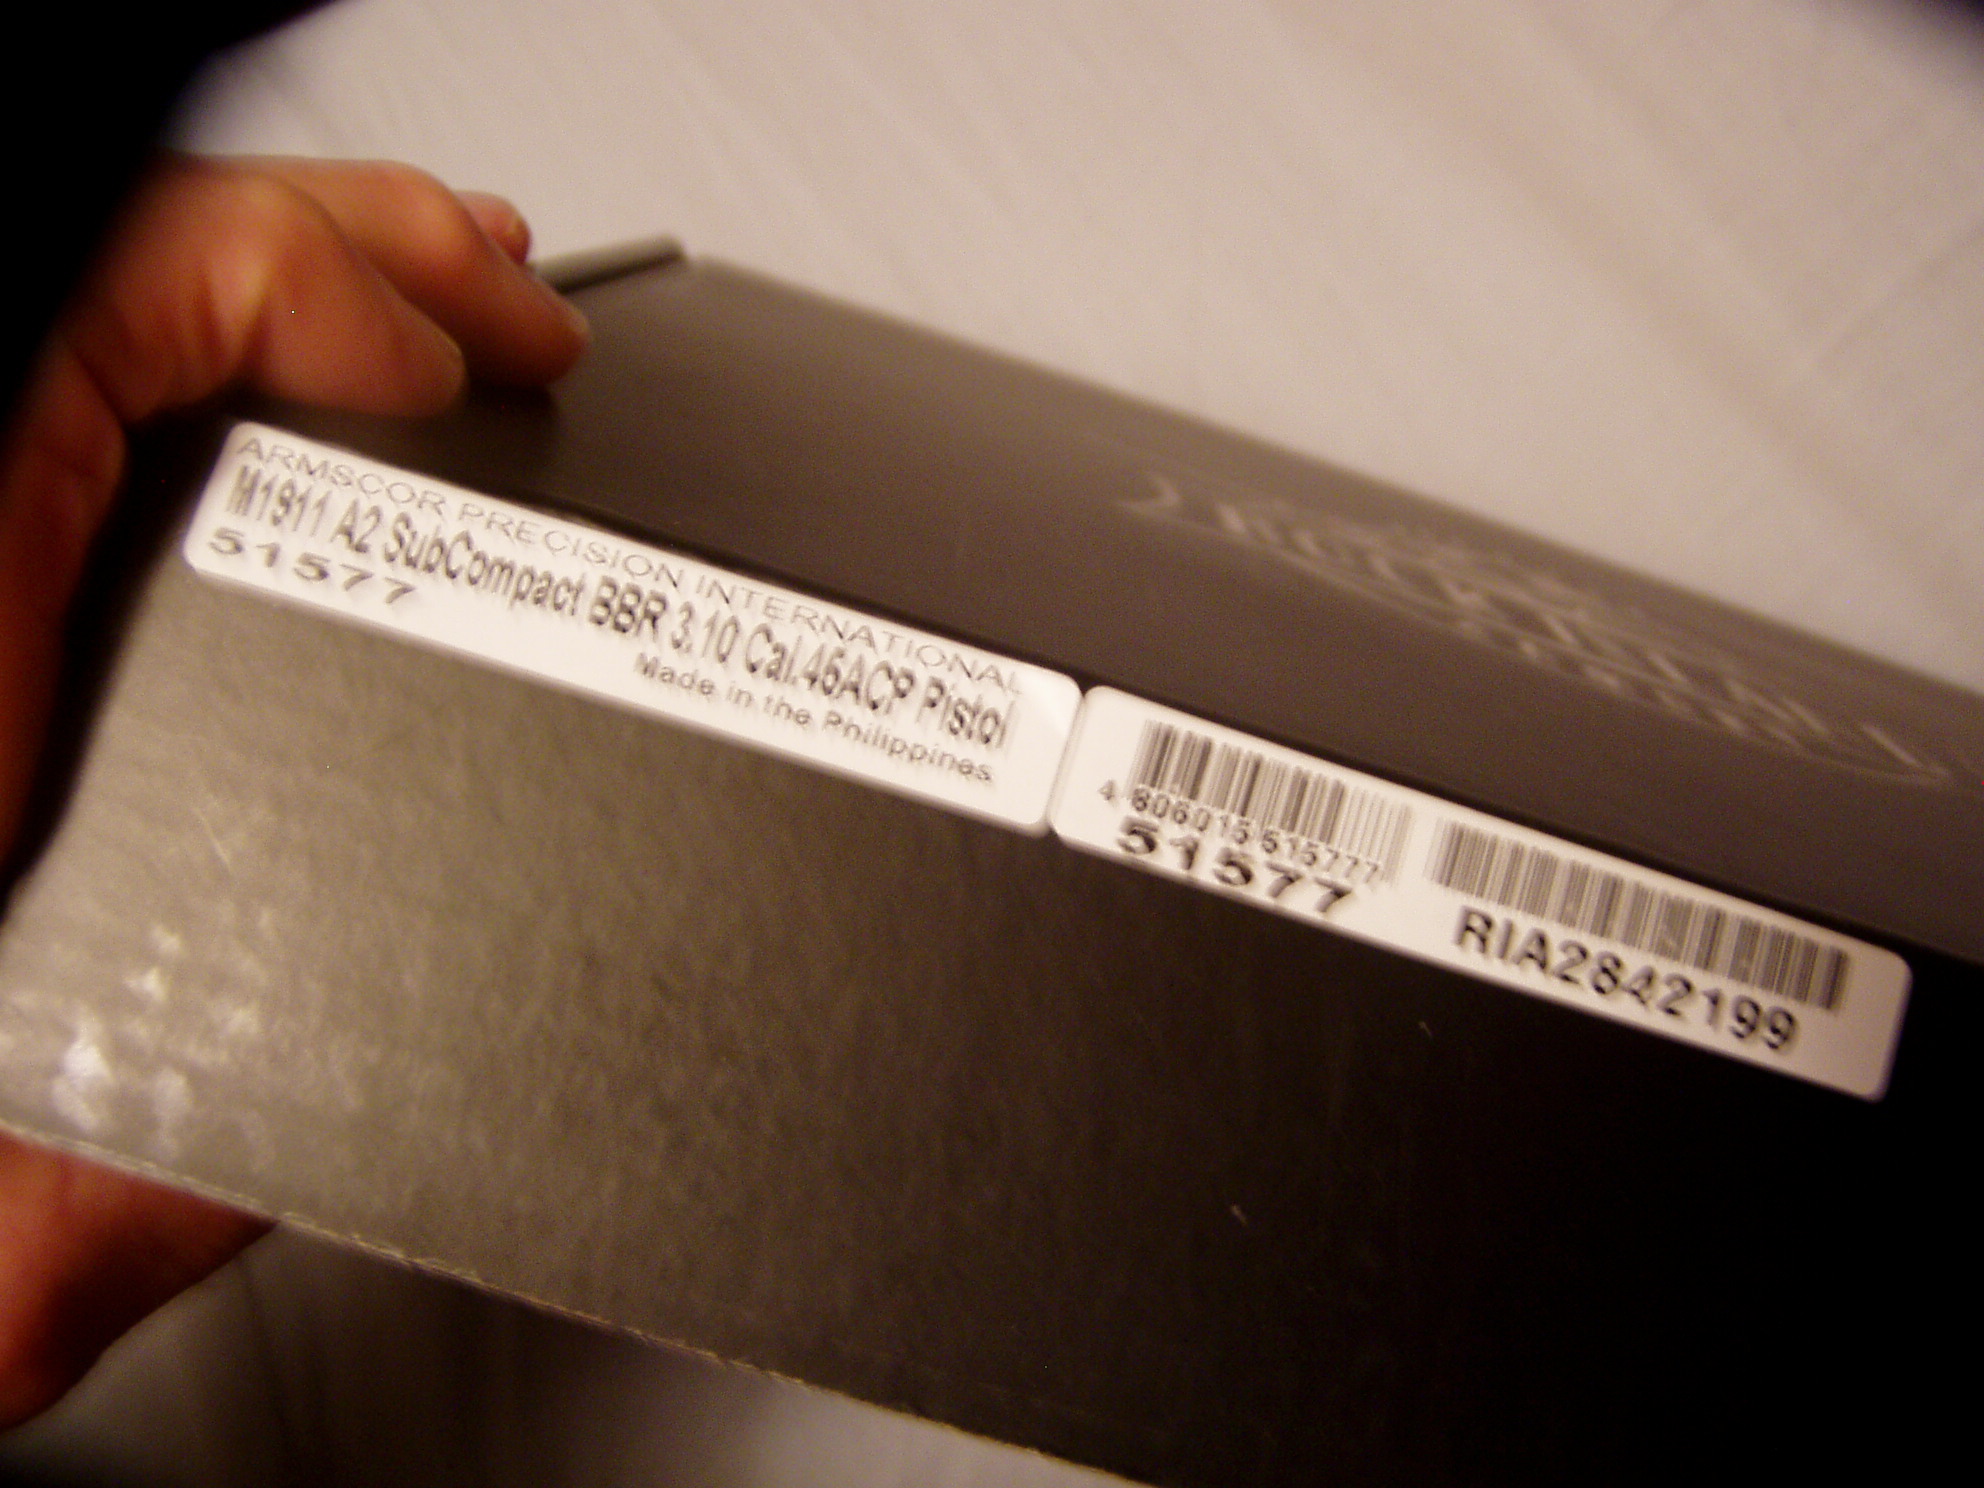 ARMSCOR PRECISION INTERNATIONAL
M1911 A2 SubCompact BBR 3.10 Cal.45ACP Pistol
51577
Made in the Philippines
4 806015 515777
51577
RIA2842199